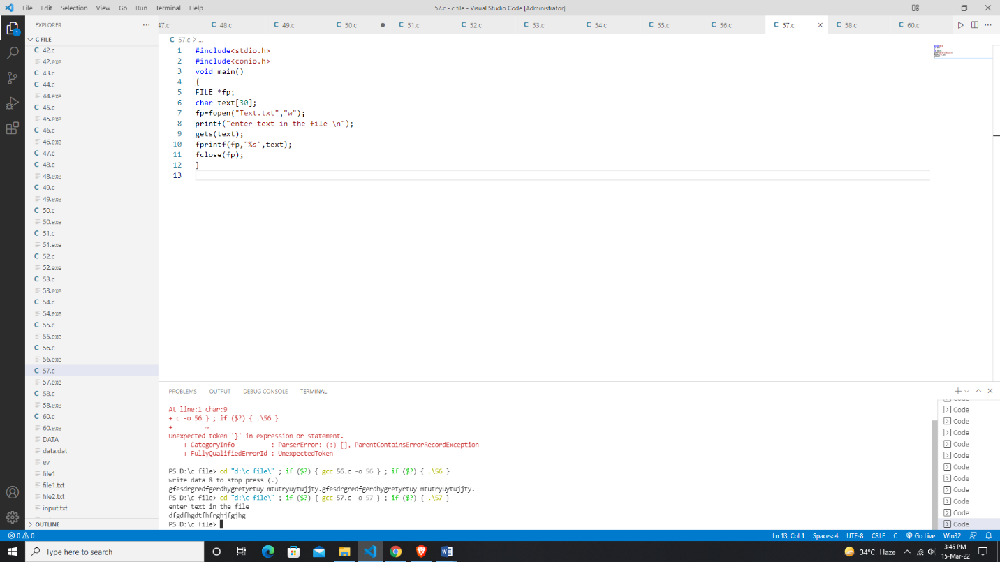 File Edit Selection View Go Run Terminal Help
57.c - c file - Visual Studio Code [Administrator]
EXPLORER
C FILE
42.c
42.exe
43.c
44.c
44.exe
45.c
45.exe
46.c
46.exe
47.c
48.c
48.exe
49.c
49.exe
50.c
50.exe
51.c
51.exe
52.c
52.exe
53.c
53.exe
54.c
54.exe
55.c
55.exe
56.c
56.exe
57.c
57.exe
58.c
58.exe
60.c
60.exe
DATA
data.dat
ev
file1
file1.txt
file2.txt
input.txt
OUTLINE
47.c C 48.c C 49.c C 50.c C 51.c C 52.c C 53.c C 54.c C 55.c C 56.c C 57.c C 58.c C 60.c
C 57.c > ...
1 #include<stdio.h>
2 #include<conio.h>
3 void main()
4 {
5 FILE *fp;
6 char text[30];
7 fp=fopen("Text.txt","w");
8 printf("enter text in the file \n");
9 gets(text);
10 fprintf(fp,"%s",text);
11 fclose(fp);
12 }
13
PROBLEMS OUTPUT DEBUG CONSOLE TERMINAL
At line:1 char:9
+ c -o 56 } ; if ($?) { .\56 }
+ ~
Unexpected token '}' in expression or statement.
+ CategoryInfo : ParserError: (:) [], ParentContainsErrorRecordException
+ FullyQualifiedErrorId : UnexpectedToken
PS D:\c file> cd "d:\c file\" ; if ($?) { gcc 56.c -o 56 } ; if ($?) { .\56 }
write data & to stop press (.)
gfesdrgredfgerdhygretyrtuy mtutryuytujjty.gfesdrgredfgerdhygretyrtuy mtutryuytujjty.
PS D:\c file> cd "d:\c file\" ; if ($?) { gcc 57.c -o 57 } ; if ($?) { .\57 }
enter text in the file
dfgdfhgdtfhfrghjfgjhg
PS D:\c file>
Code
Code
Code
Code
Code
Code
Code
Code
Code
Code
Code
0 0
Ln 13, Col 1 Spaces: 4 UTF-8 CRLF C Go Live Win32
Type here to search
34°C Haze
3:45 PM
15-Mar-22